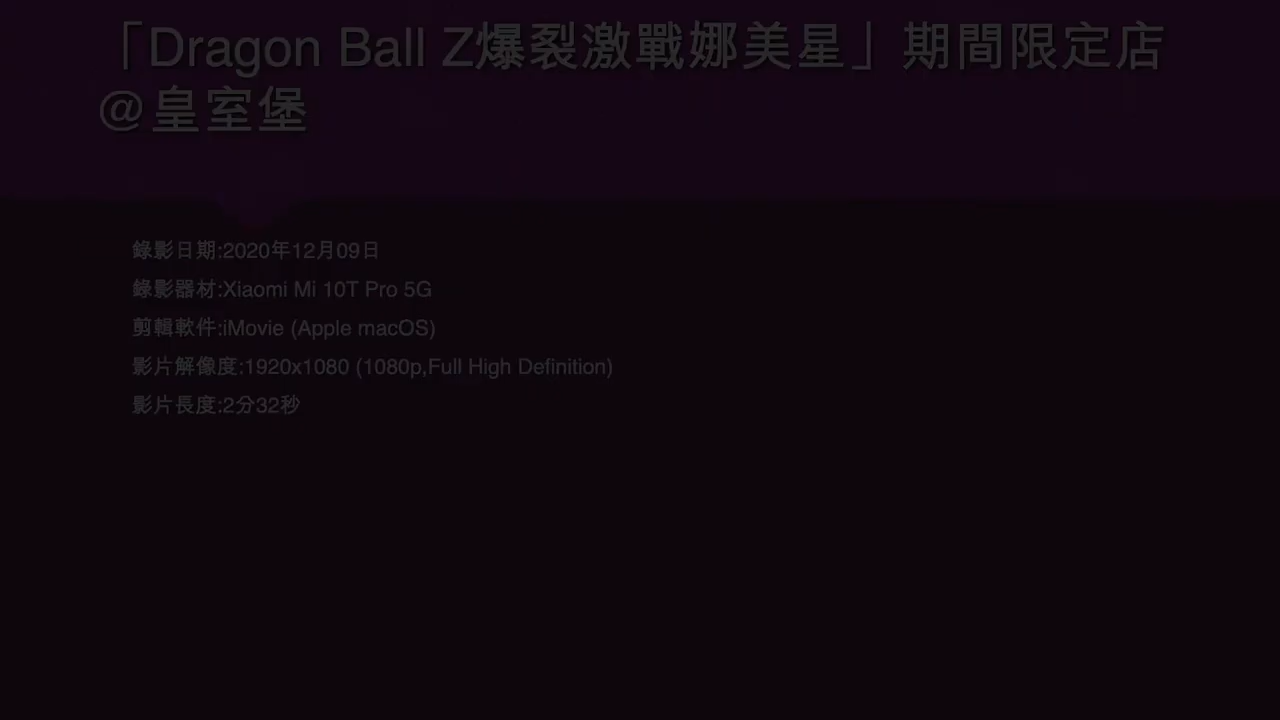 「Dragon Ball Z爆裂激戰娜美星」期間限定店
@皇室堡
錄影日期:2020年12月09日
錄影器材:Xiaomi Mi 10T Pro 5G
剪輯軟件:iMovie (Apple macOS)
影片解像度:1920x1080 (1080p,Full High Definition)
影片長度:2分32秒